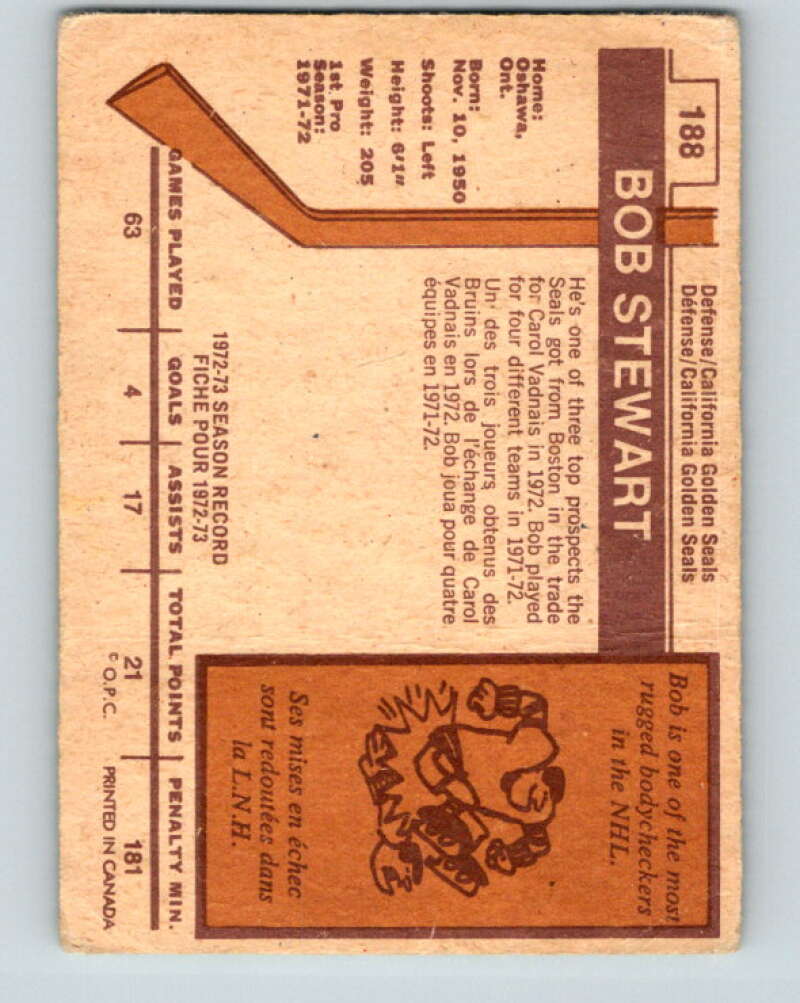 188
Defense/California Golden Seals
Défense/California Golden Seals
BOB STEWART
Home:
Oshawa,
Ont.
Born:
Nov. 10, 1950
Shoots: Left
Height: 6'1"
Weight: 205
1st Pro
Season:
1971-72
He's one of three top prospects the
Seals got from Boston in the trade
for Carol Vadnais in 1972. Bob played
for four different teams in 1971-72.
Un des trois joueurs obtenus des
Bruins lors de l'échange de Carol
Vadnais en 1972. Bob joua pour quatre
équipes en 1971-72.
Bob is one of the most
rugged bodycheckers
in the NHL.
Ses mises en échec
sont redoutées dans
la L.N.H.
1972-73 SEASON RECORD
FICHE POUR 1972-73
GAMES PLAYED GOALS ASSISTS TOTAL POINTS PENALTY MIN.
63 4 17 21 181
© O.P.C. PRINTED IN CANADA